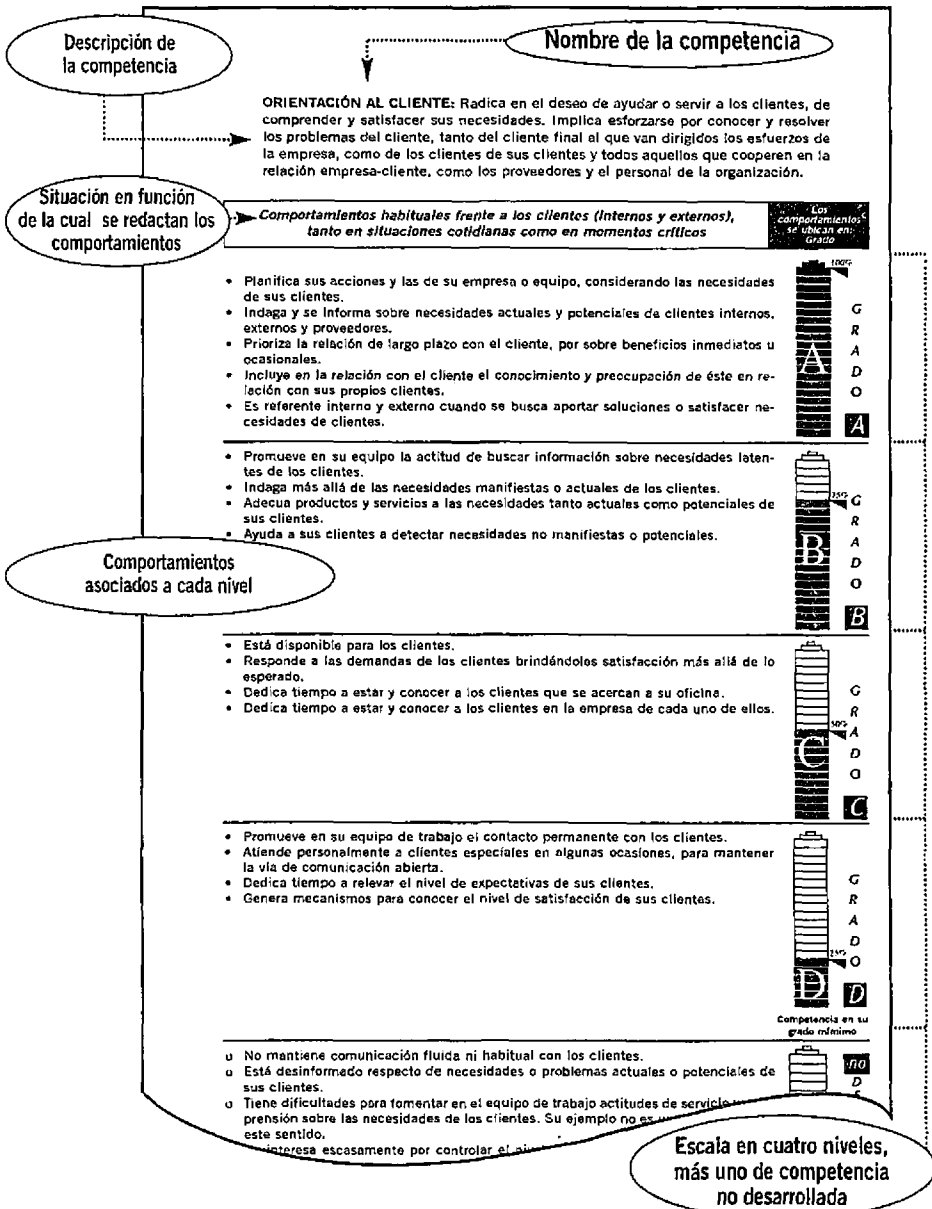 Descripción de
la competencia
Nombre de la competencia
ORIENTACIÓN AL CLIENTE: Radica en el deseo de ayudar o servir a los clientes, de
comprender y satisfacer sus necesidades. Implica esforzarse por conocer y resolver
los problemas del cliente, tanto del cliente final al que van dirigidos los esfuerzos de
la empresa, como de los clientes de sus clientes y todos aquellos que cooperen en la
relación empresa-cliente, como los proveedores y el personal de la organización.
Situación en función
de la cual se redactan los
comportamientos
Comportamientos habituales frente a los clientes (internos y externos),
tanto en situaciones cotidianas como en momentos críticos
Los
comportamientos
se ubican en:
Grado
• Planifica sus acciones y las de su empresa o equipo, considerando las necesidades
de sus clientes.
• Indaga y se informa sobre necesidades actuales y potenciales de clientes internos,
externos y proveedores.
• Prioriza la relación de largo plazo con el cliente, por sobre beneficios inmediatos u
ocasionales.
• Incluye en la relación con el cliente el conocimiento y preocupación de éste en re-
lación con sus propios clientes.
• Es referente interno y externo cuando se busca aportar soluciones o satisfacer ne-
cesidades de clientes.
100%
A
GRADO
A
• Promueve en su equipo la actitud de buscar información sobre necesidades laten-
tes de los clientes.
• Indaga más allá de las necesidades manifiestas o actuales de los clientes.
• Adecua productos y servicios a las necesidades tanto actuales como potenciales de
sus clientes.
• Ayuda a sus clientes a detectar necesidades no manifiestas o potenciales.
75%
B
GRADO
B
Comportamientos
asociados a cada nivel
• Está disponible para los clientes.
• Responde a las demandas de los clientes brindándolos satisfacción más allá de lo
esperado.
• Dedica tiempo a estar y conocer a los clientes que se acercan a su oficina.
• Dedica tiempo a estar y conocer a los clientes en la empresa de cada uno de ellos.
50%
C
GRADO
C
• Promueve en su equipo de trabajo el contacto permanente con los clientes.
• Atiende personalmente a clientes especiales en algunas ocasiones, para mantener
la vía de comunicación abierta.
• Dedica tiempo a relevar el nivel de expectativas de sus clientes.
• Genera mecanismos para conocer el nivel de satisfacción de sus clientes.
25%
D
GRADO
D
Competencia en su
grado mínimo
o No mantiene comunicación fluida ni habitual con los clientes.
o Está desinformado respecto de necesidades o problemas actuales o potenciales de
sus clientes.
o Tiene dificultades para fomentar en el equipo de trabajo actitudes de servicio
prensión sobre las necesidades de los clientes. Su ejemplo no es
este sentido.
interesa escasamente por controlar el
no
D
Escala en cuatro niveles,
más uno de competencia
no desarrollada